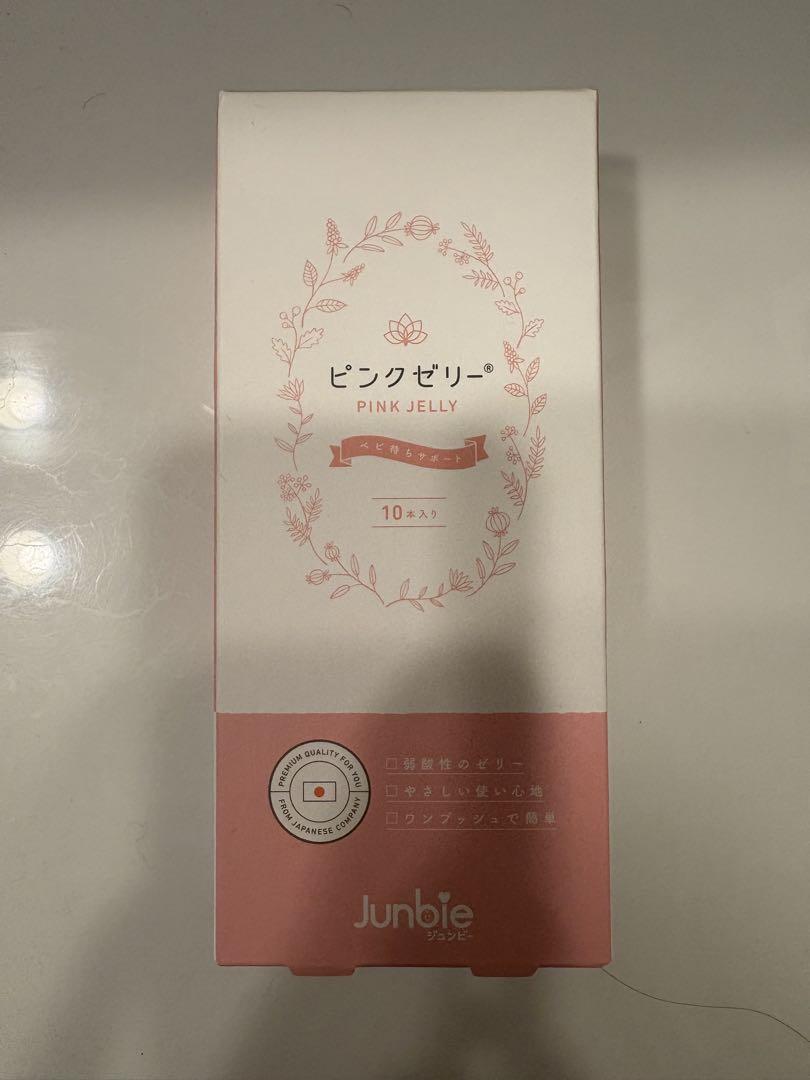 ピンクゼリー®
PINK JELLY
ベビ待ちサポート
10本入り
PREMIUM QUALITY FOR YOU
FROM JAPANESE COMPANY
□弱酸性のゼリー
□やさしい使い心地
□ワンプッシュで簡単
Junbie
ジュンビー